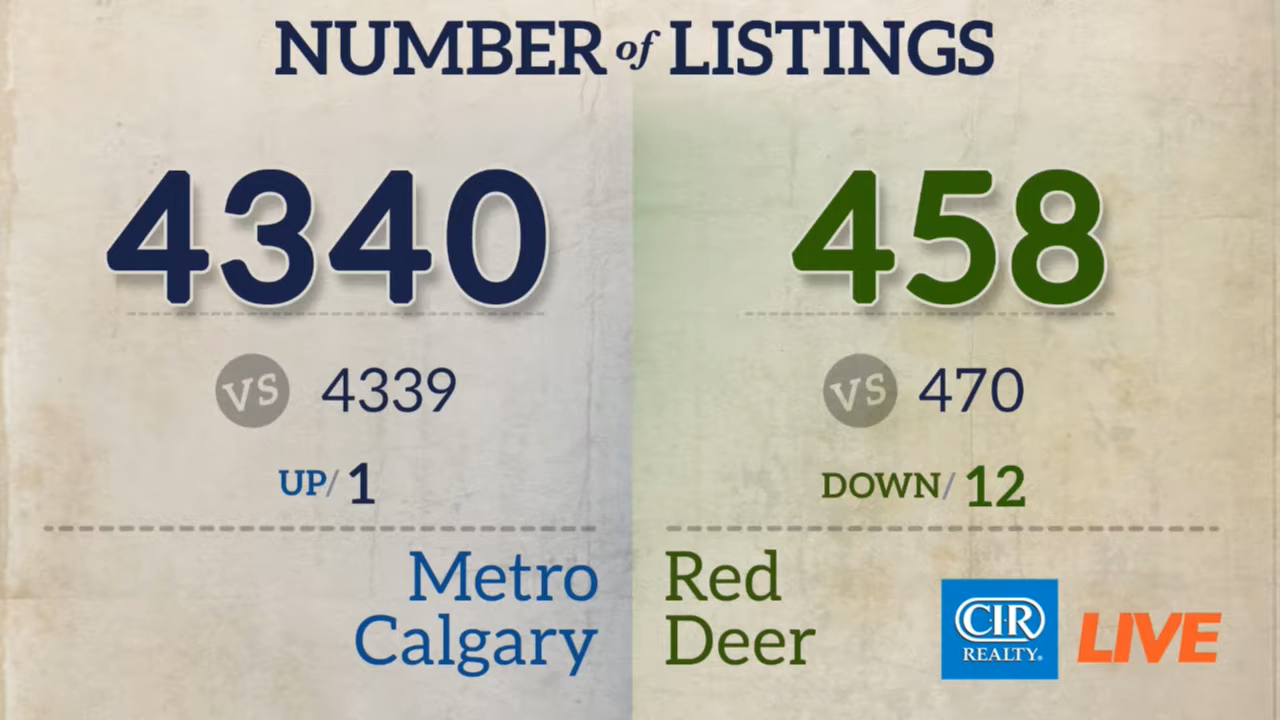 NUMBER of LISTINGS
4340
VS 4339
UP/ 1
Metro
Calgary
458
VS 470
DOWN/ 12
Red
Deer
CIR
REALTY.
LIVE